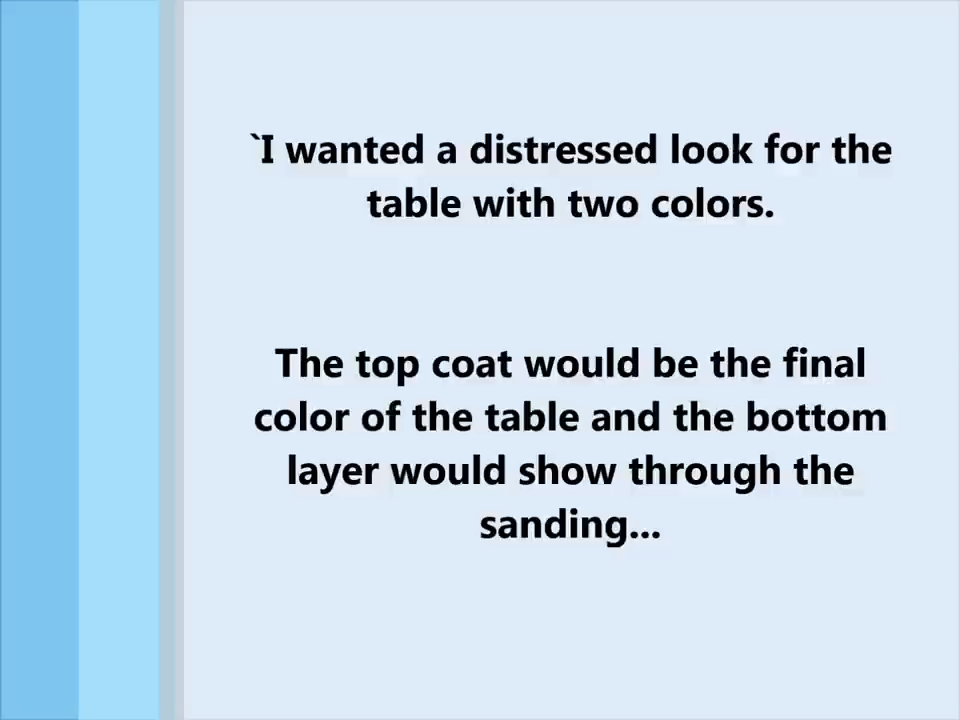 `I wanted a distressed look for the
table with two colors.
The top coat would be the final
color of the table and the bottom
layer would show through the
sanding...